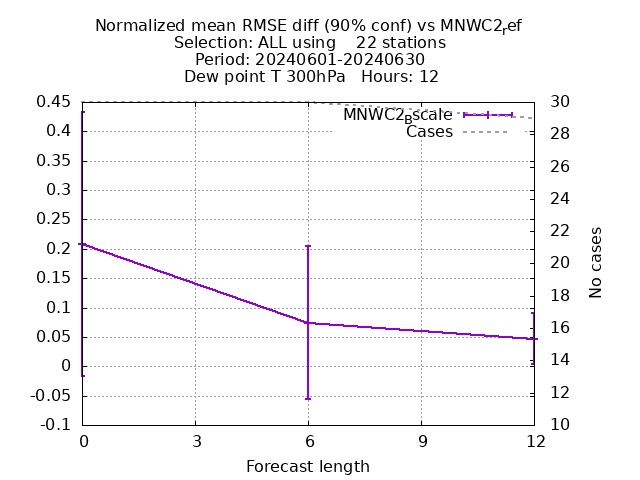 Normalized mean RMSE diff (90% conf) vs MNWC2ref
Selection: ALL using 22 stations
Period: 20240601-20240630
Dew point T 300hPa Hours: 12
MNWC2Bscale
Cases
0.45
0.4
0.35
0.3
0.25
0.2
0.15
0.1
0.05
0
-0.05
-0.1
30
28
26
24
22
20
18
16
14
12
10
No cases
0 3 6 9 12
Forecast length